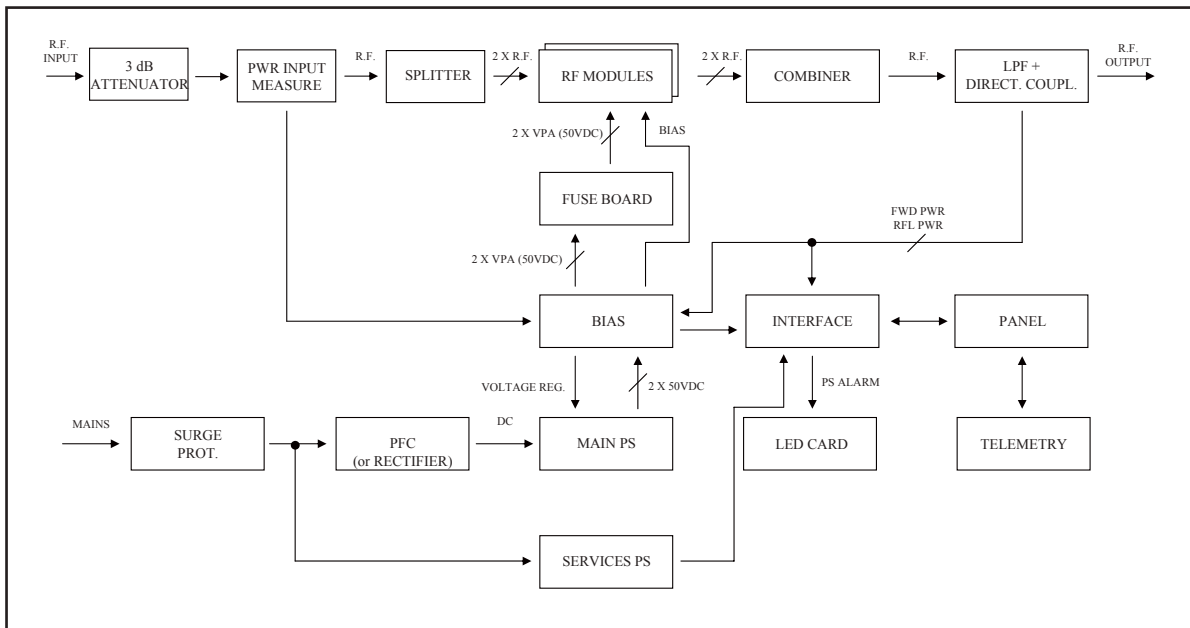 R.F.
INPUT
3 dB
ATTENUATOR
PWR INPUT
MEASURE
R.F.
SPLITTER
2 X R.F.
RF MODULES
2 X R.F.
COMBINER
R.F.
LPF +
DIRECT. COUPL.
R.F.
OUTPUT
2 X VPA (50VDC)
BIAS
FUSE BOARD
FWD PWR
RFL PWR
2 X VPA (50VDC)
BIAS
INTERFACE
PANEL
VOLTAGE REG.
2 X 50VDC
PS ALARM
MAINS
SURGE
PROT.
PFC
(or RECTIFIER)
DC
MAIN PS
LED CARD
TELEMETRY
SERVICES PS